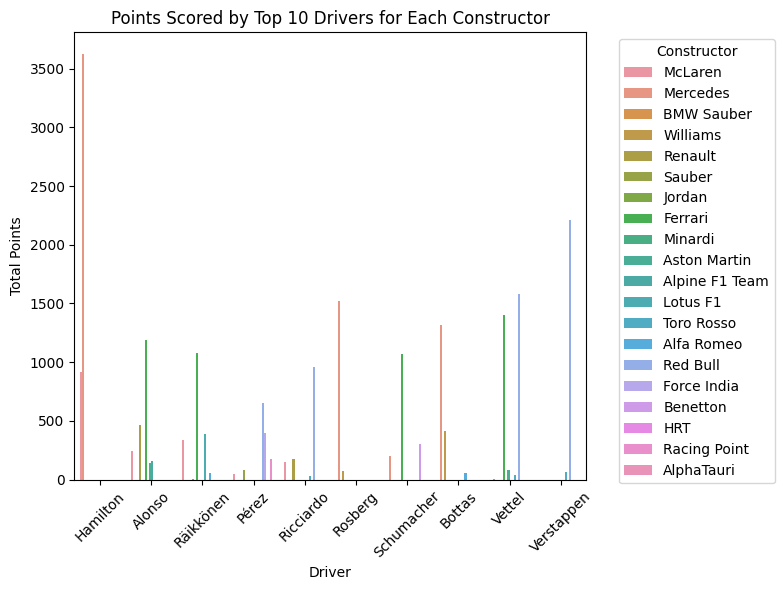 Points Scored by Top 10 Drivers for Each Constructor
Total Points
3500
3000
2500
2000
1500
1000
500
0
Hamilton
Alonso
Räikkönen
Pérez
Ricciardo
Rosberg
Schumacher
Bottas
Vettel
Verstappen
Driver
Constructor
McLaren
Mercedes
BMW Sauber
Williams
Renault
Sauber
Jordan
Ferrari
Minardi
Aston Martin
Alpine F1 Team
Lotus F1
Toro Rosso
Alfa Romeo
Red Bull
Force India
Benetton
HRT
Racing Point
AlphaTauri